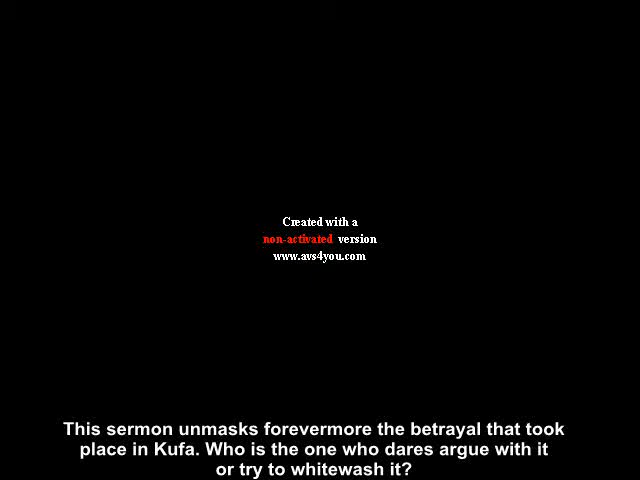 Created with a
non-activated version
www.avs4you.com
This sermon unmasks forevermore the betrayal that took
place in Kufa. Who is the one who dares argue with it
or try to whitewash it?